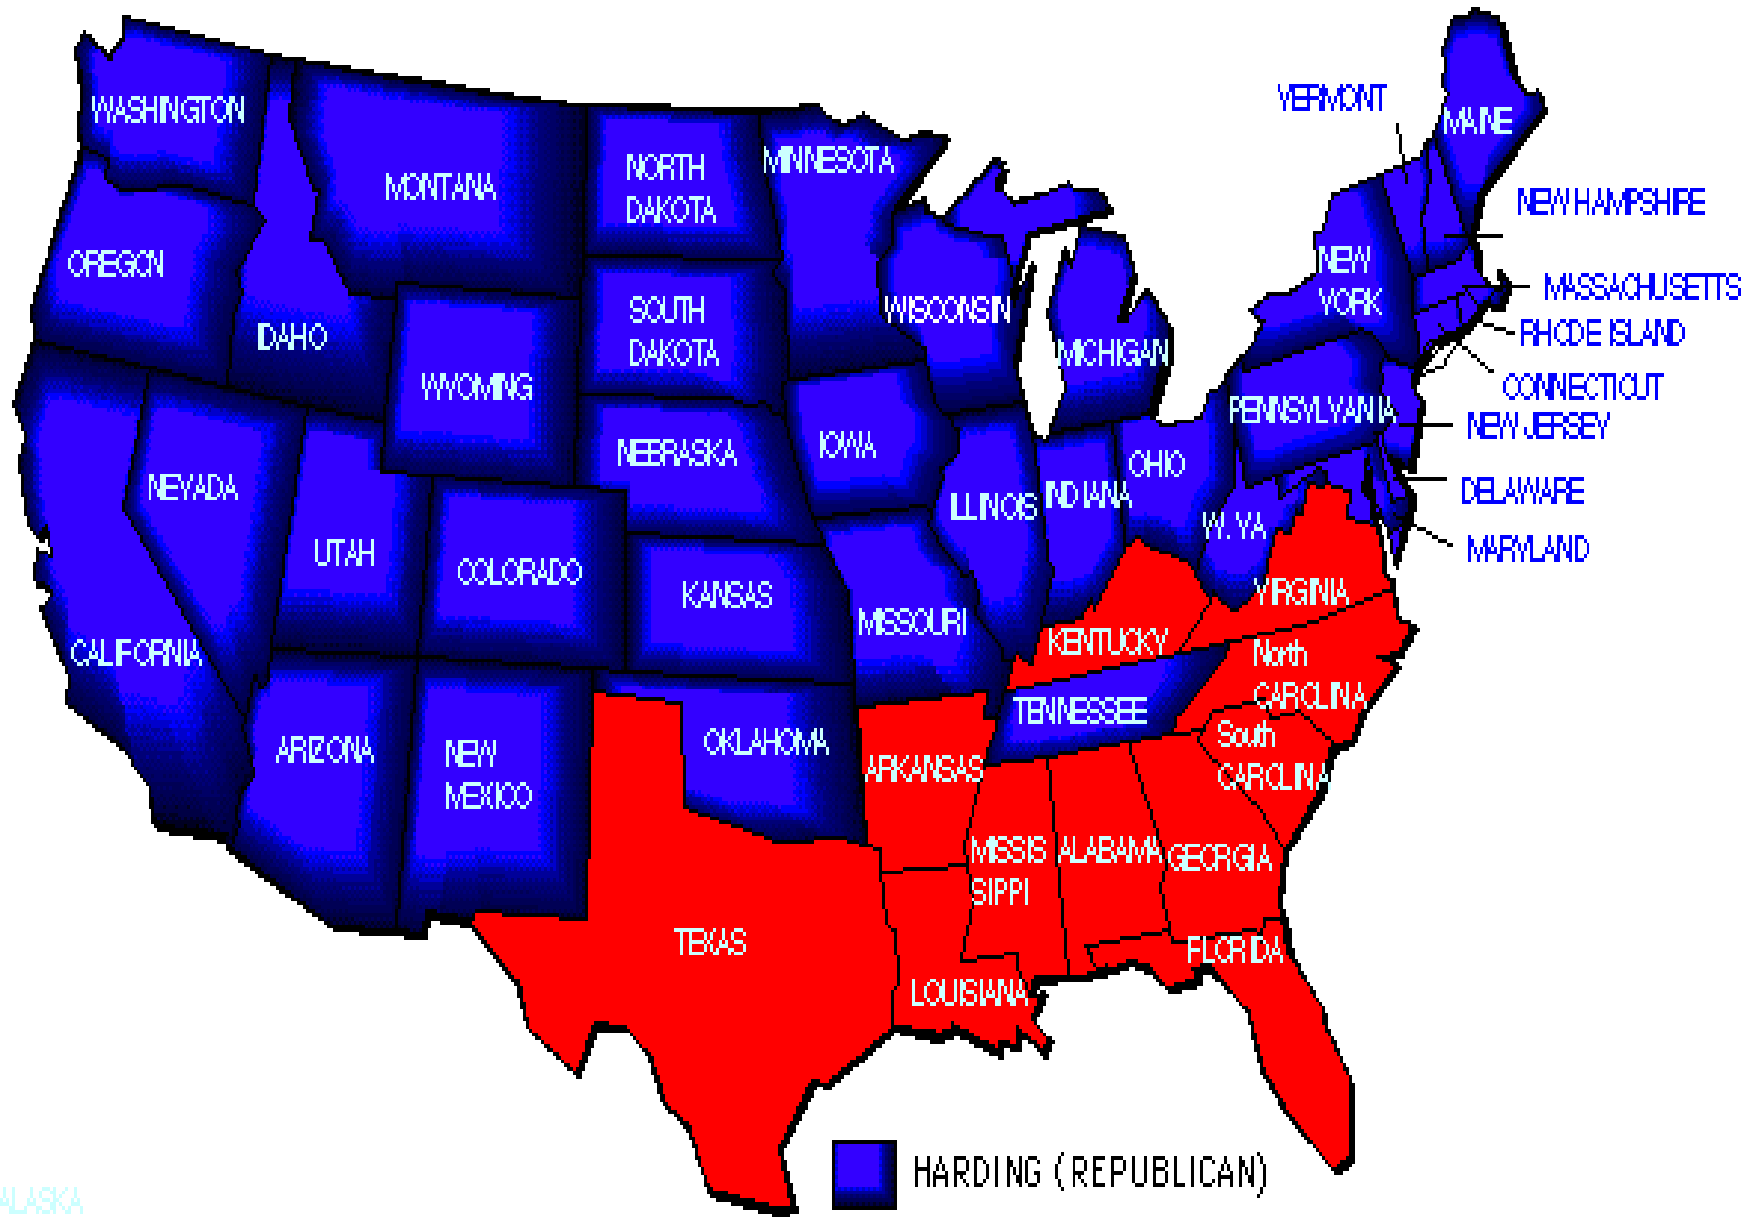 WASHINGTON
VERMONT
MAINE
MONTANA
NORTH
DAKOTA
MINNESOTA
NEW HAMPSHIRE
OREGON
NEW
YORK
MASSACHUSETTS
IDAHO
SOUTH
DAKOTA
WISCONSIN
MICHIGAN
RHODE ISLAND
WYOMING
CONNECTICUT
PENNSYLVANIA
NEW JERSEY
NEBRASKA
IOWA
OHIO
NEVADA
ILLINOIS
INDIANA
DELAWARE
UTAH
COLORADO
W. VA
MARYLAND
KANSAS
MISSOURI
VIRGINIA
CALIFORNIA
KENTUCKY
North
CAROLINA
TENNESSEE
ARIZONA
NEW
MEXICO
OKLAHOMA
ARKANSAS
South
CAROLINA
MISSIS
SIPPI
ALABAMA
GEORGIA
TEXAS
LOUISIANA
FLORIDA
HARDING (REPUBLICAN)
ALASKA